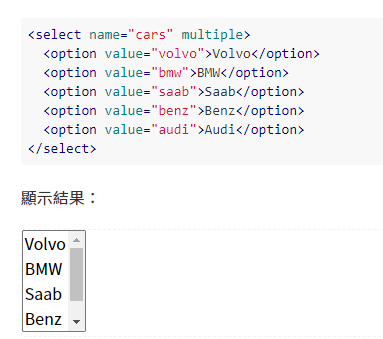 <select name="cars" multiple>
  <option value="volvo">Volvo</option>
  <option value="bmw">BMW</option>
  <option value="saab">Saab</option>
  <option value="benz">Benz</option>
  <option value="audi">Audi</option>
</select>
顯示結果：
Volvo
BMW
Saab
Benz